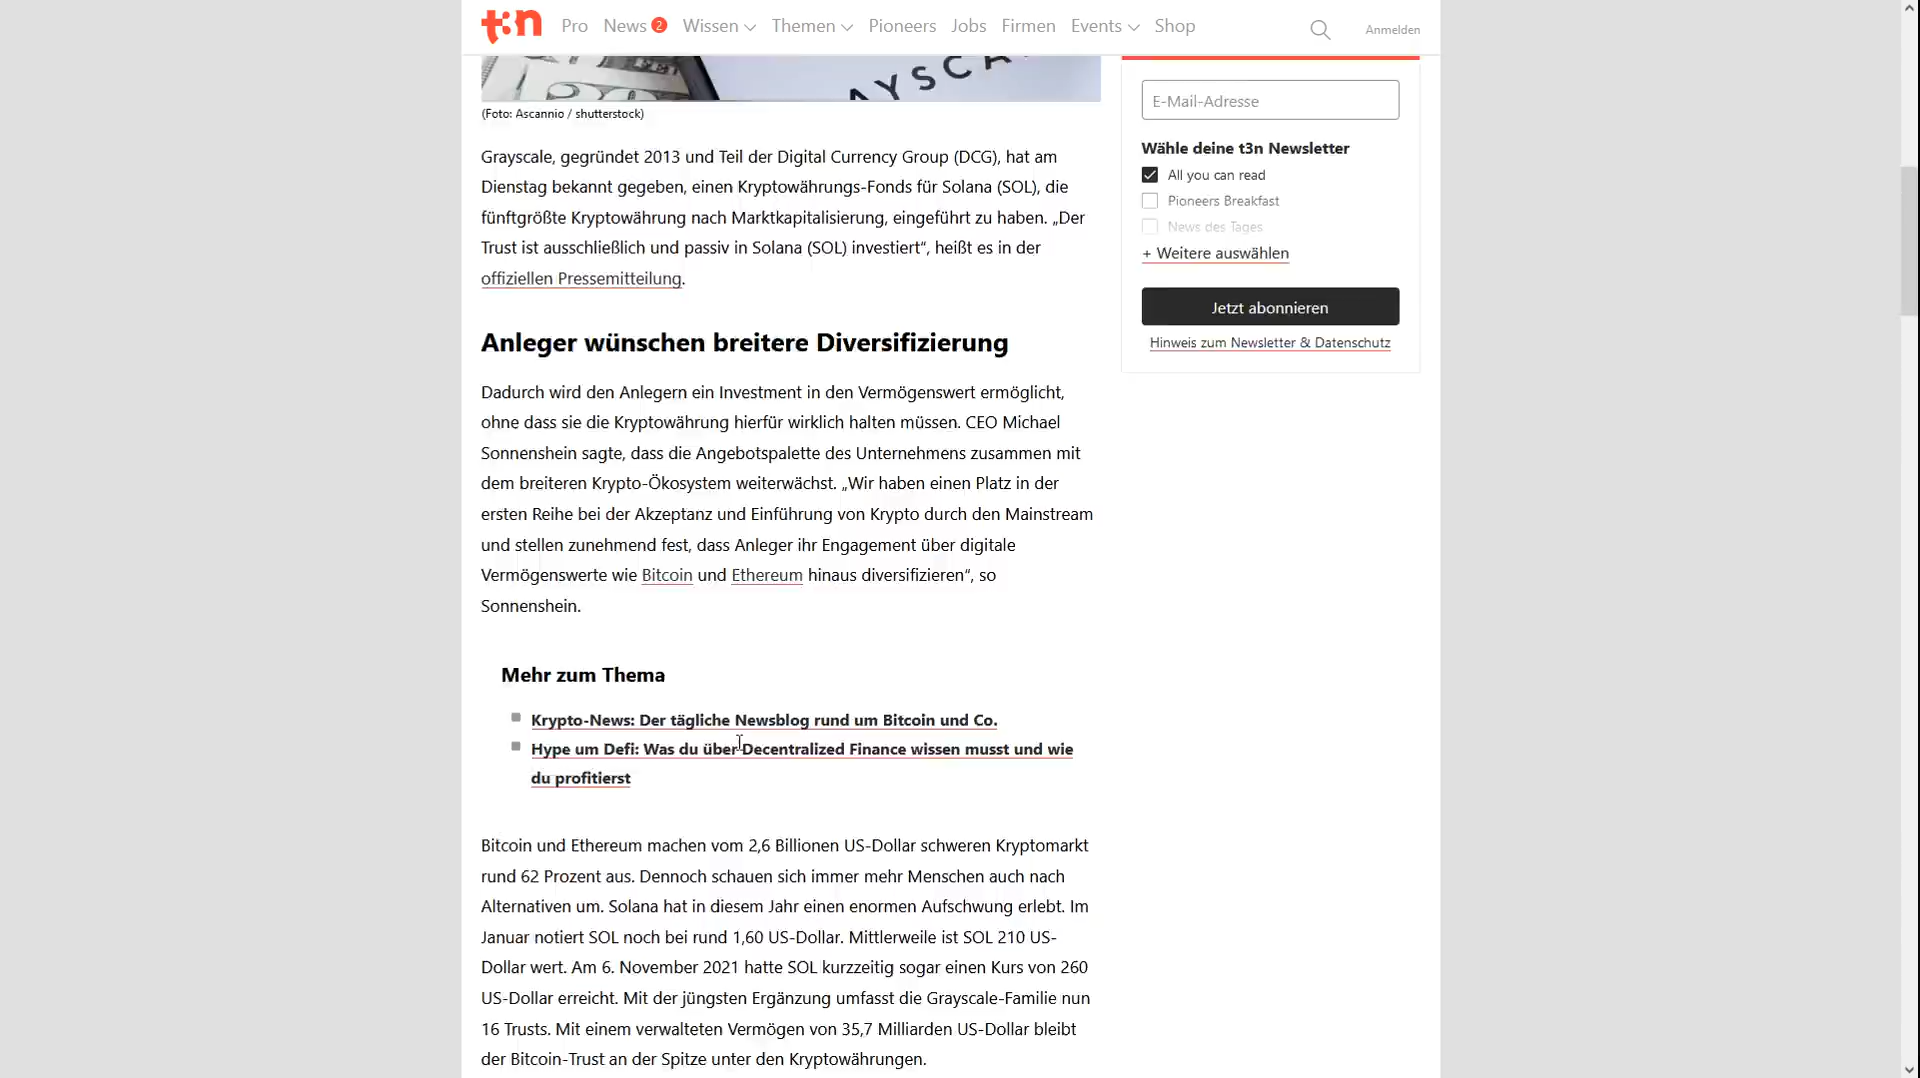 t3n Pro News 2 Wissen Themen Pioneers Jobs Firmen Events Shop Anmelden
AYSCA
(Foto: Ascannio / shutterstock)
Grayscale, gegründet 2013 und Teil der Digital Currency Group (DCG), hat am
Dienstag bekannt gegeben, einen Kryptowährungs-Fonds für Solana (SOL), die
fünftgrößte Kryptowährung nach Marktkapitalisierung, eingeführt zu haben. „Der
Trust ist ausschließlich und passiv in Solana (SOL) investiert“, heißt es in der
offiziellen Pressemitteilung.
Anleger wünschen breitere Diversifizierung
Dadurch wird den Anlegern ein Investment in den Vermögenswert ermöglicht,
ohne dass sie die Kryptowährung hierfür wirklich halten müssen. CEO Michael
Sonnenshein sagte, dass die Angebotspalette des Unternehmens zusammen mit
dem breiteren Krypto-Ökosystem weiterwächst. „Wir haben einen Platz in der
ersten Reihe bei der Akzeptanz und Einführung von Krypto durch den Mainstream
und stellen zunehmend fest, dass Anleger ihr Engagement über digitale
Vermögenswerte wie Bitcoin und Ethereum hinaus diversifizieren“, so
Sonnenshein.
Mehr zum Thema
Krypto-News: Der tägliche Newsblog rund um Bitcoin und Co.
Hype um Defi: Was du über Decentralized Finance wissen musst und wie
du profitierst
Bitcoin und Ethereum machen vom 2,6 Billionen US-Dollar schweren Kryptomarkt
rund 62 Prozent aus. Dennoch schauen sich immer mehr Menschen auch nach
Alternativen um. Solana hat in diesem Jahr einen enormen Aufschwung erlebt. Im
Januar notiert SOL noch bei rund 1,60 US-Dollar. Mittlerweile ist SOL 210 US-
Dollar wert. Am 6. November 2021 hatte SOL kurzzeitig sogar einen Kurs von 260
US-Dollar erreicht. Mit der jüngsten Ergänzung umfasst die Grayscale-Familie nun
16 Trusts. Mit einem verwalteten Vermögen von 35,7 Milliarden US-Dollar bleibt
der Bitcoin-Trust an der Spitze unter den Kryptowährungen.
E-Mail-Adresse
Wähle deine t3n Newsletter
All you can read
Pioneers Breakfast
News des Tages
+ Weitere auswählen
Jetzt abonnieren
Hinweis zum Newsletter & Datenschutz